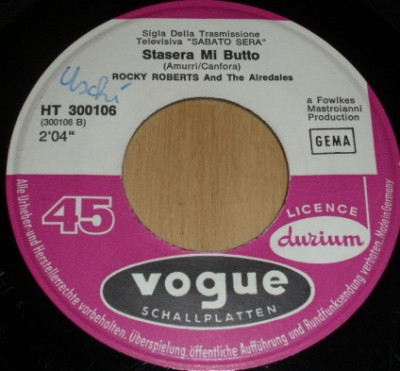 Sigla Della Trasmissione
Televisiva "SABATO SERA"
Stasera Mi Butto
(Amurri/Canfora)
ROCKY ROBERTS And The Airedales
Uschi
HT 300106
(300106 B)
2'04"
a Fowlkes
Mastroianni
Production
GEMA
45
LICENCE
durium
vogue
SCHALLPLATTEN
Alle Urheber- und Herstellerrechte vorbehalten. Überspielung, öffentliche Aufführung und Rundfunksendung verboten. Made in Germany